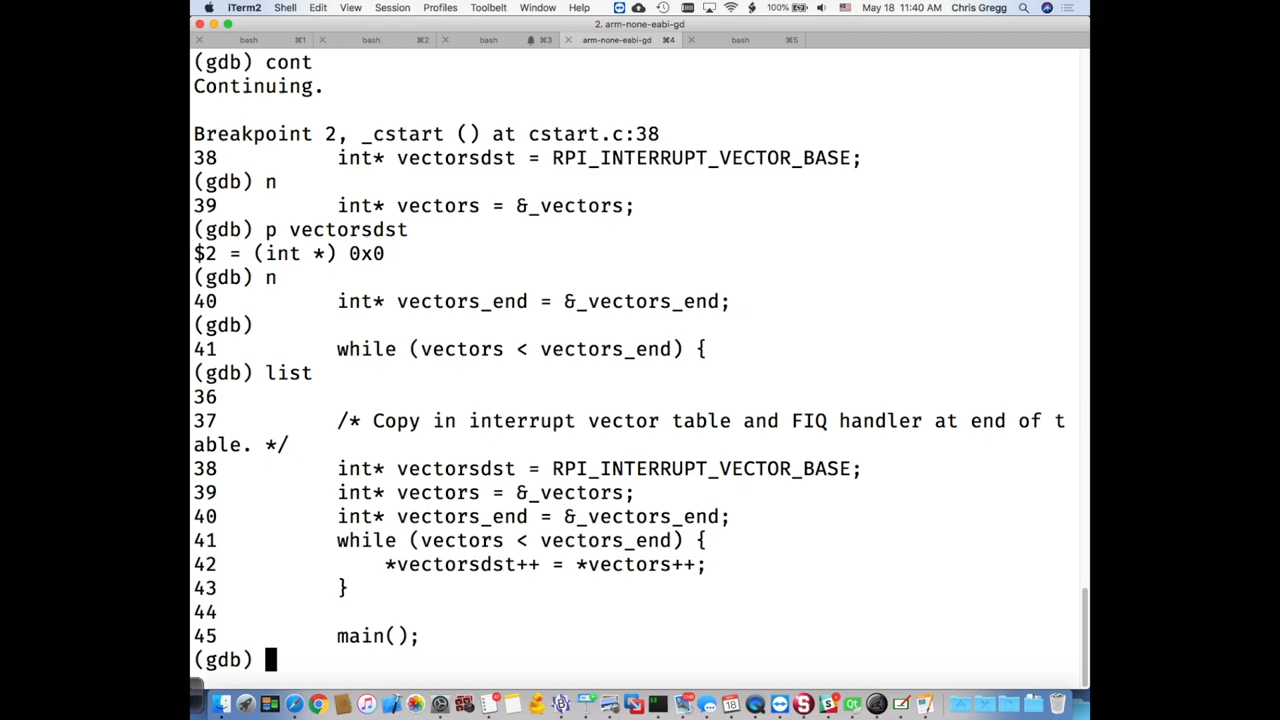 iTerm2 Shell Edit View Session Profiles Toolbelt Window Help 100% May 18 11:40 AM Chris Gregg
2. arm-none-eabi-gd
bash ⌘1 bash ⌘2 bash ⌘3 arm-none-eabi-gd ⌘4 bash ⌘5
(gdb) cont
Continuing.
Breakpoint 2, _cstart () at cstart.c:38
38 int* vectorsdst = RPI_INTERRUPT_VECTOR_BASE;
(gdb) n
39 int* vectors = &_vectors;
(gdb) p vectorsdst
$2 = (int *) 0x0
(gdb) n
40 int* vectors_end = &_vectors_end;
(gdb)
41 while (vectors < vectors_end) {
(gdb) list
36
37 /* Copy in interrupt vector table and FIQ handler at end of t
able. */
38 int* vectorsdst = RPI_INTERRUPT_VECTOR_BASE;
39 int* vectors = &_vectors;
40 int* vectors_end = &_vectors_end;
41 while (vectors < vectors_end) {
42 *vectorsdst++ = *vectors++;
43 }
44
45 main();
(gdb)